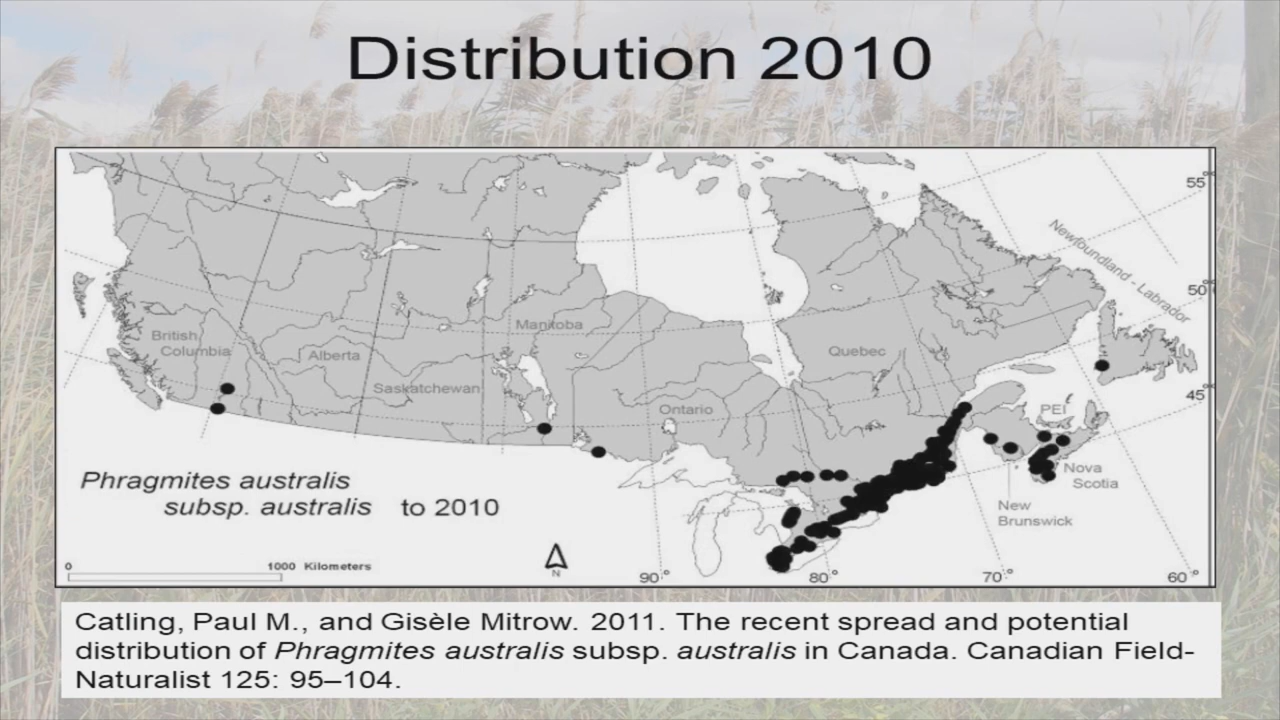 Distribution 2010
55°
Newfoundland - Labrador
50°
British
Columbia
Alberta
Saskatchewan
Manitoba
Ontario
Quebec
45°
PEI
Nova
Scotia
New
Brunswick
Phragmites australis
subsp. australis to 2010
0 1000 Kilometers
N
90° 80° 70° 60°
Catling, Paul M., and Gisèle Mitrow. 2011. The recent spread and potential
distribution of Phragmites australis subsp. australis in Canada. Canadian Field-
Naturalist 125: 95–104.